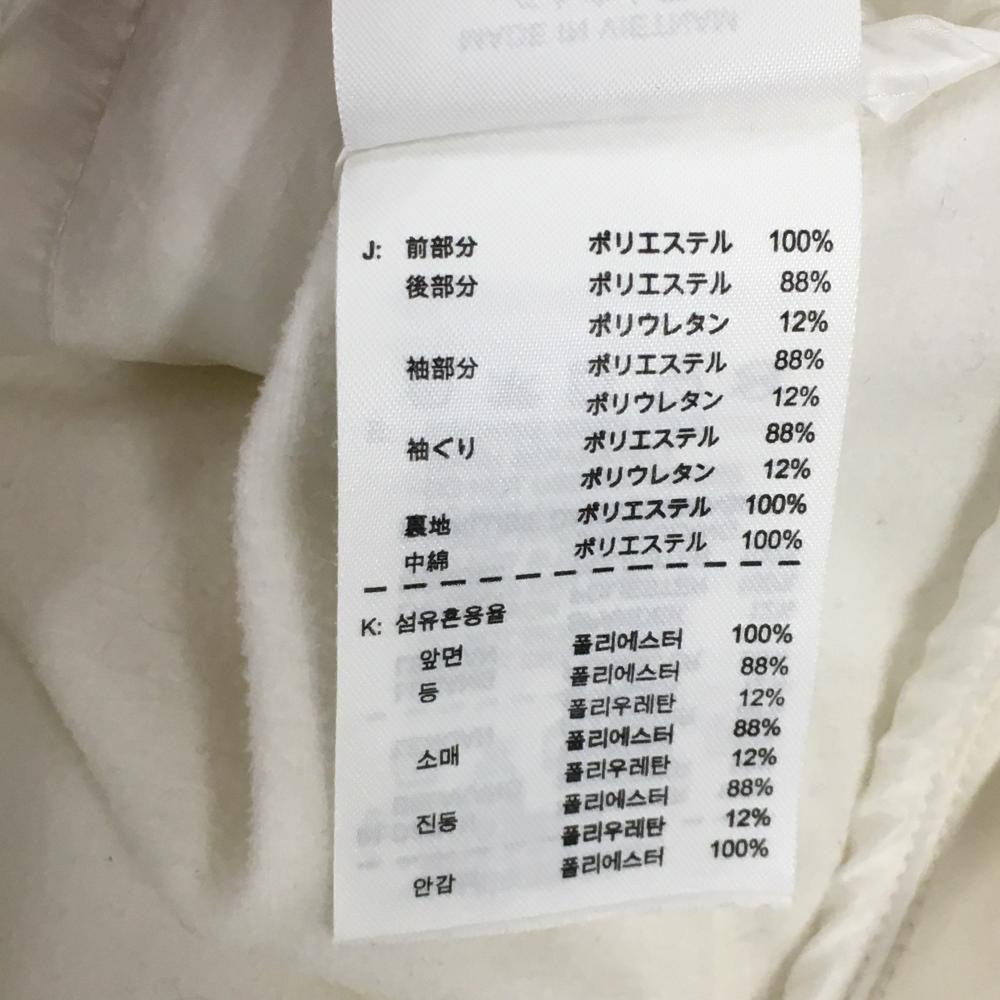 MADE IN VIETNAM
J: 前部分 ポリエステル 100%
後部分 ポリエステル 88%
ポリウレタン 12%
袖部分 ポリエステル 88%
ポリウレタン 12%
袖ぐり ポリエステル 88%
ポリウレタン 12%
裏地 ポリエステル 100%
中綿 ポリエステル 100%
K: 섬유혼용율
앞면 폴리에스터 100%
등 폴리에스터 88%
폴리우레탄 12%
소매 폴리에스터 88%
폴리우레탄 12%
진동 폴리에스터 88%
폴리우레탄 12%
안감 폴리에스터 100%